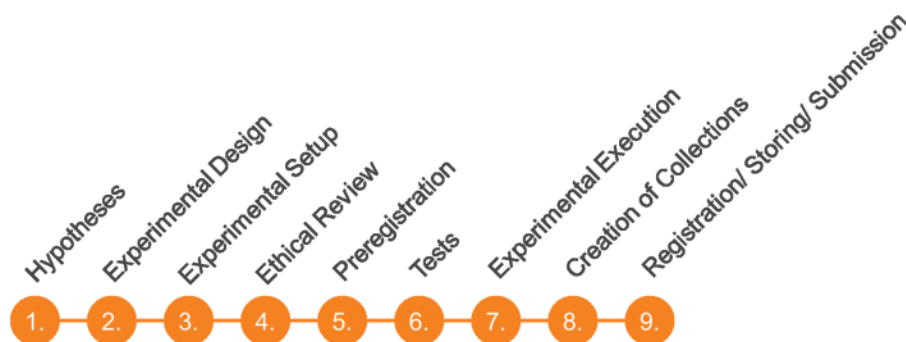 Hypotheses
Experimental Design
Experimental Setup
Ethical Review
Preregistration
Tests
Experimental Execution
Creation of Collections
Registration/ Storing/ Submission
1.
2.
3.
4.
5.
6.
7.
8.
9.